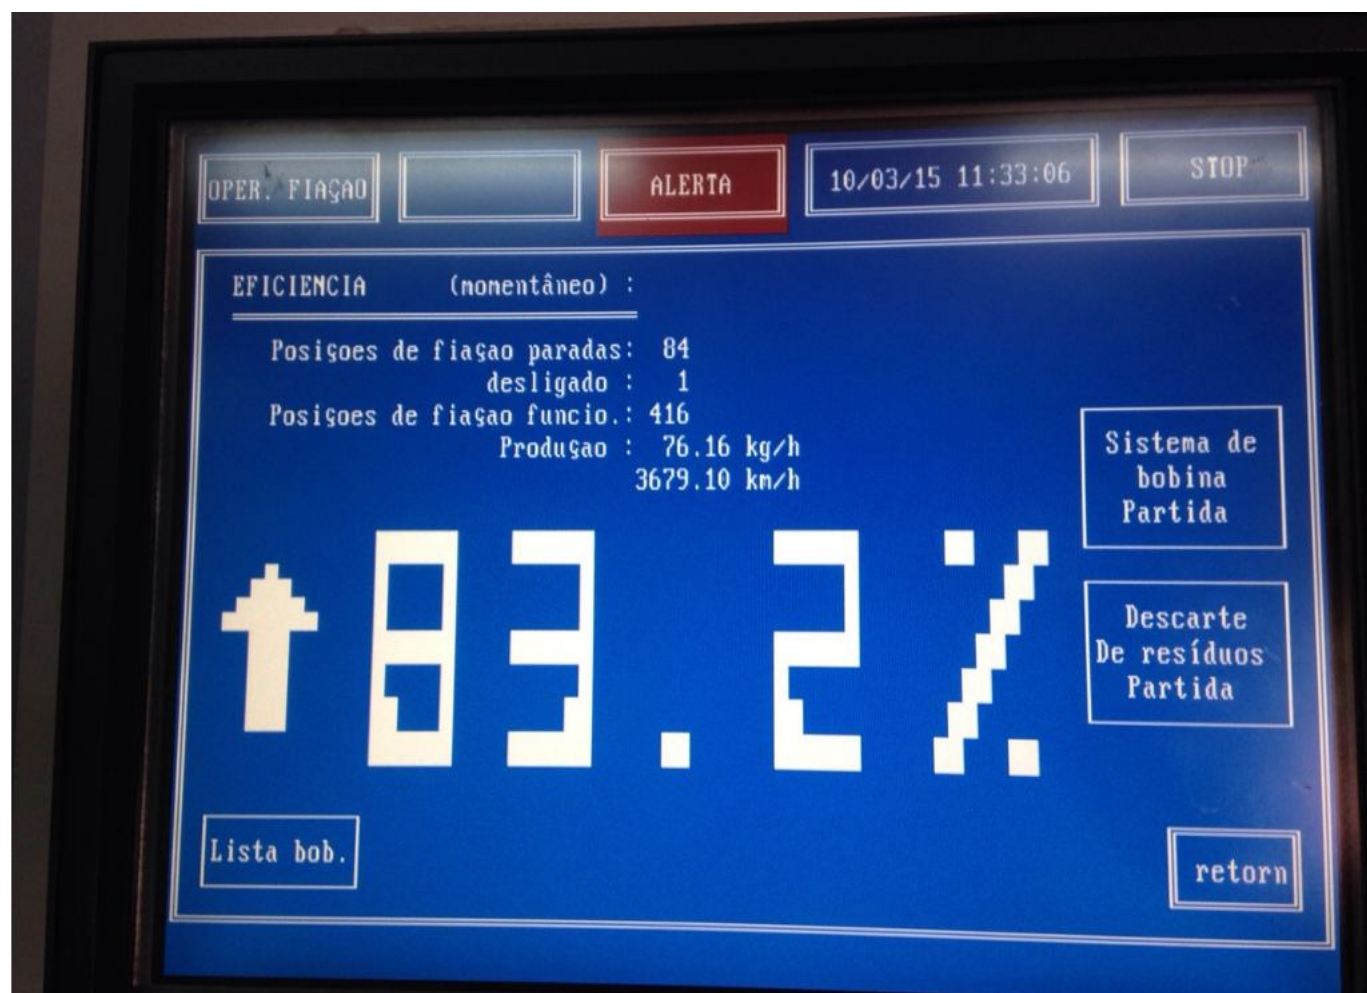 OPER. FIAÇAO
ALERTA
10/03/15 11:33:06
STOP
EFICIENCIA (momentâneo) :
Posiçoes de fiaçao paradas: 84
desligado : 1
Posiçoes de fiaçao funcio.: 416
Produçao : 76.16 kg/h
3679.10 km/h
Sistema de
bobina
Partida
83.2%
Descarte
De resíduos
Partida
Lista bob.
retorn